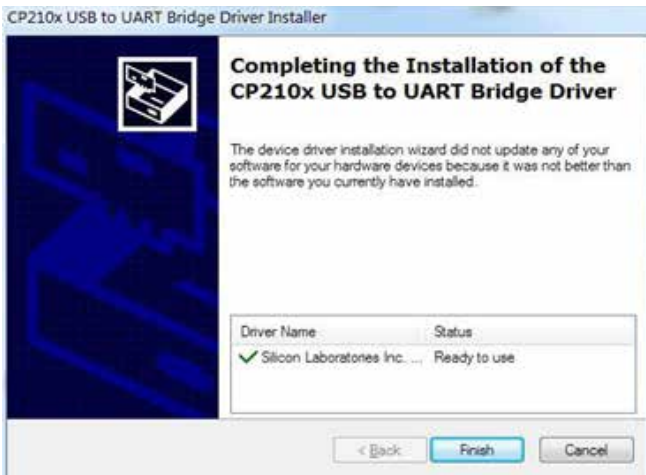 CP210x USB to UART Bridge Driver Installer
Completing the Installation of the
CP210x USB to UART Bridge Driver
The device driver installation wizard did not update any of your
software for your hardware devices because it was not better than
the software you currently have installed.
Driver Name Status
Silicon Laboratories Inc. ... Ready to use
< Back Finish Cancel